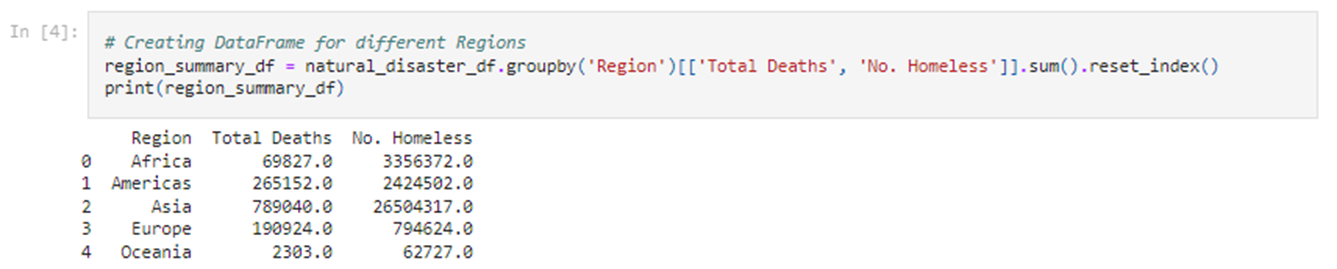 In [4]:
# Creating DataFrame for different Regions
region_summary_df = natural_disaster_df.groupby('Region')[['Total Deaths', 'No. Homeless']].sum().reset_index()
print(region_summary_df)
Region Total Deaths No. Homeless
0 Africa 69827.0 3356372.0
1 Americas 265152.0 2424502.0
2 Asia 789040.0 26504317.0
3 Europe 190924.0 794624.0
4 Oceania 2303.0 62727.0